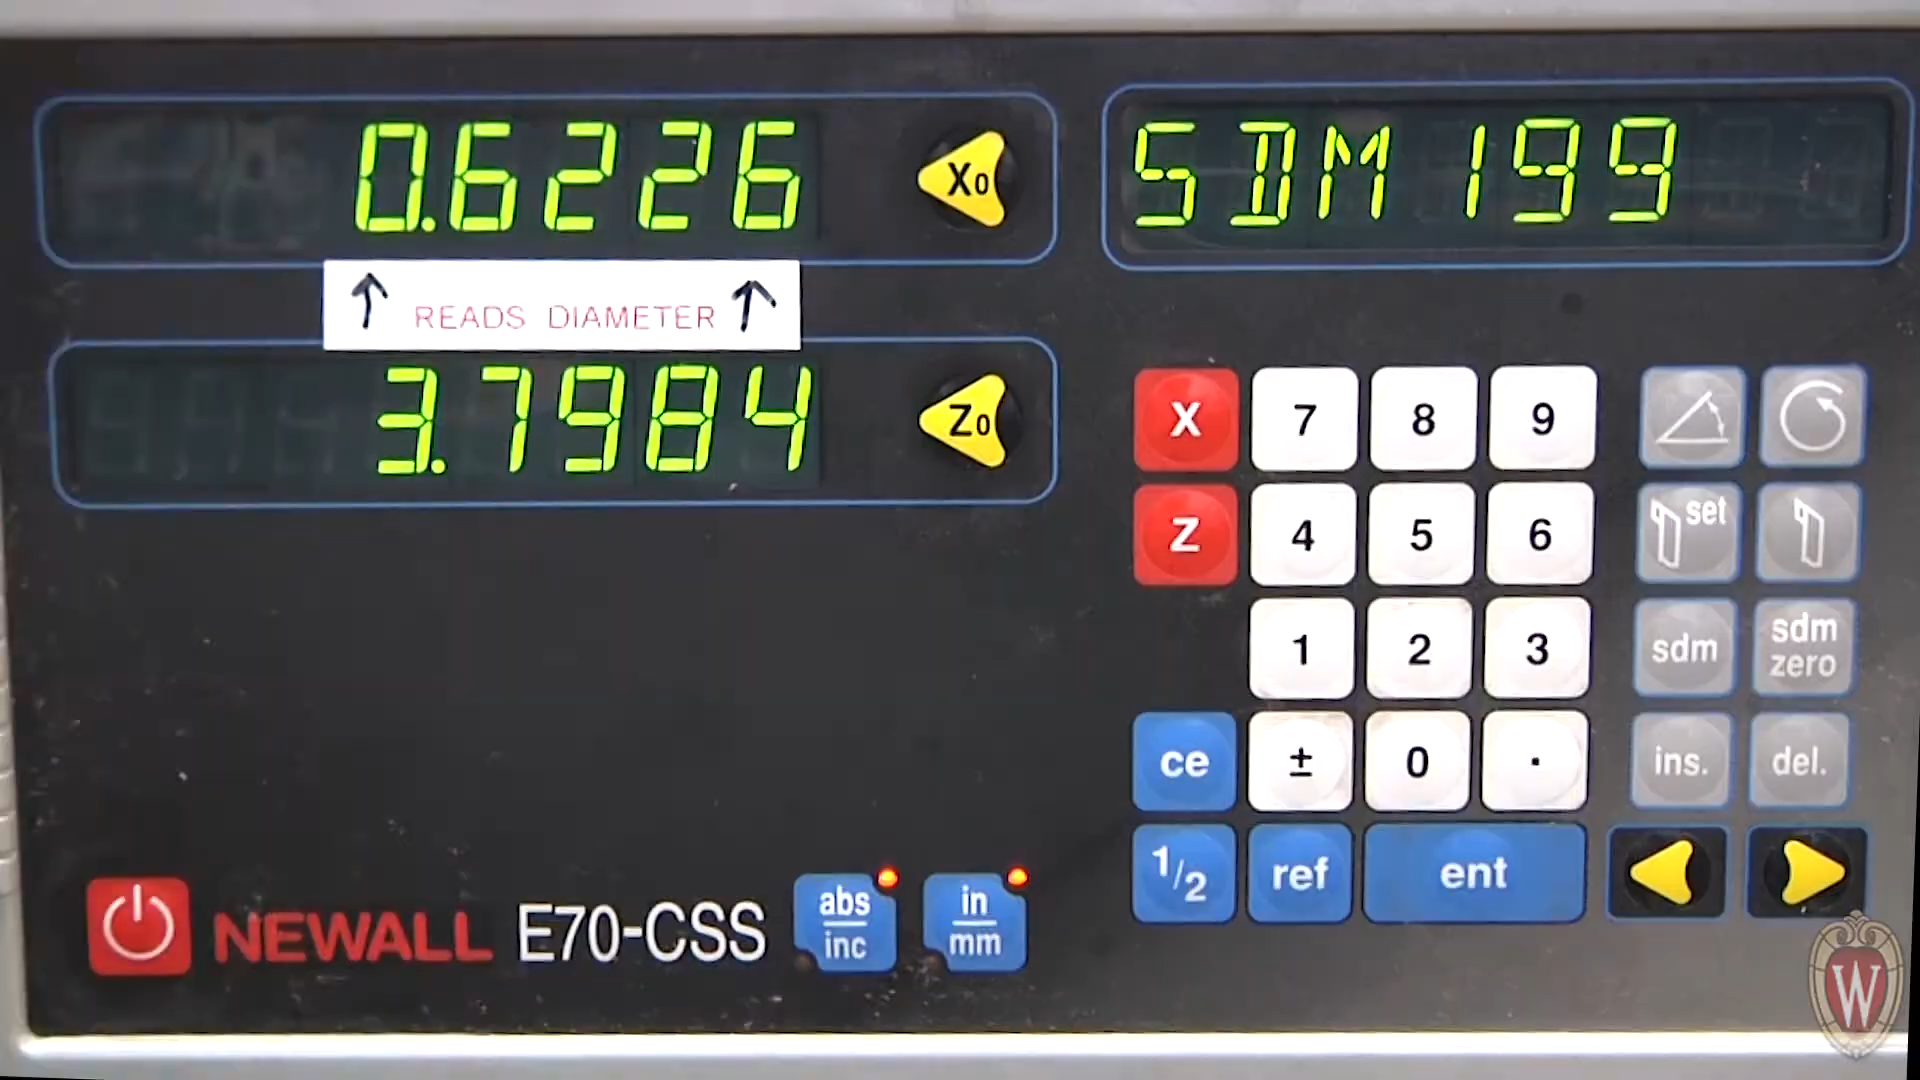 0.6226
X0
SDM 199
↑ READS DIAMETER ↑
3.7984
Z0
X 7 8 9
Z 4 5 6 set
1 2 3 sdm sdm zero
ce ± 0 . ins. del.
1/2 ref ent
NEWALL E70-CSS abs inc in mm
W